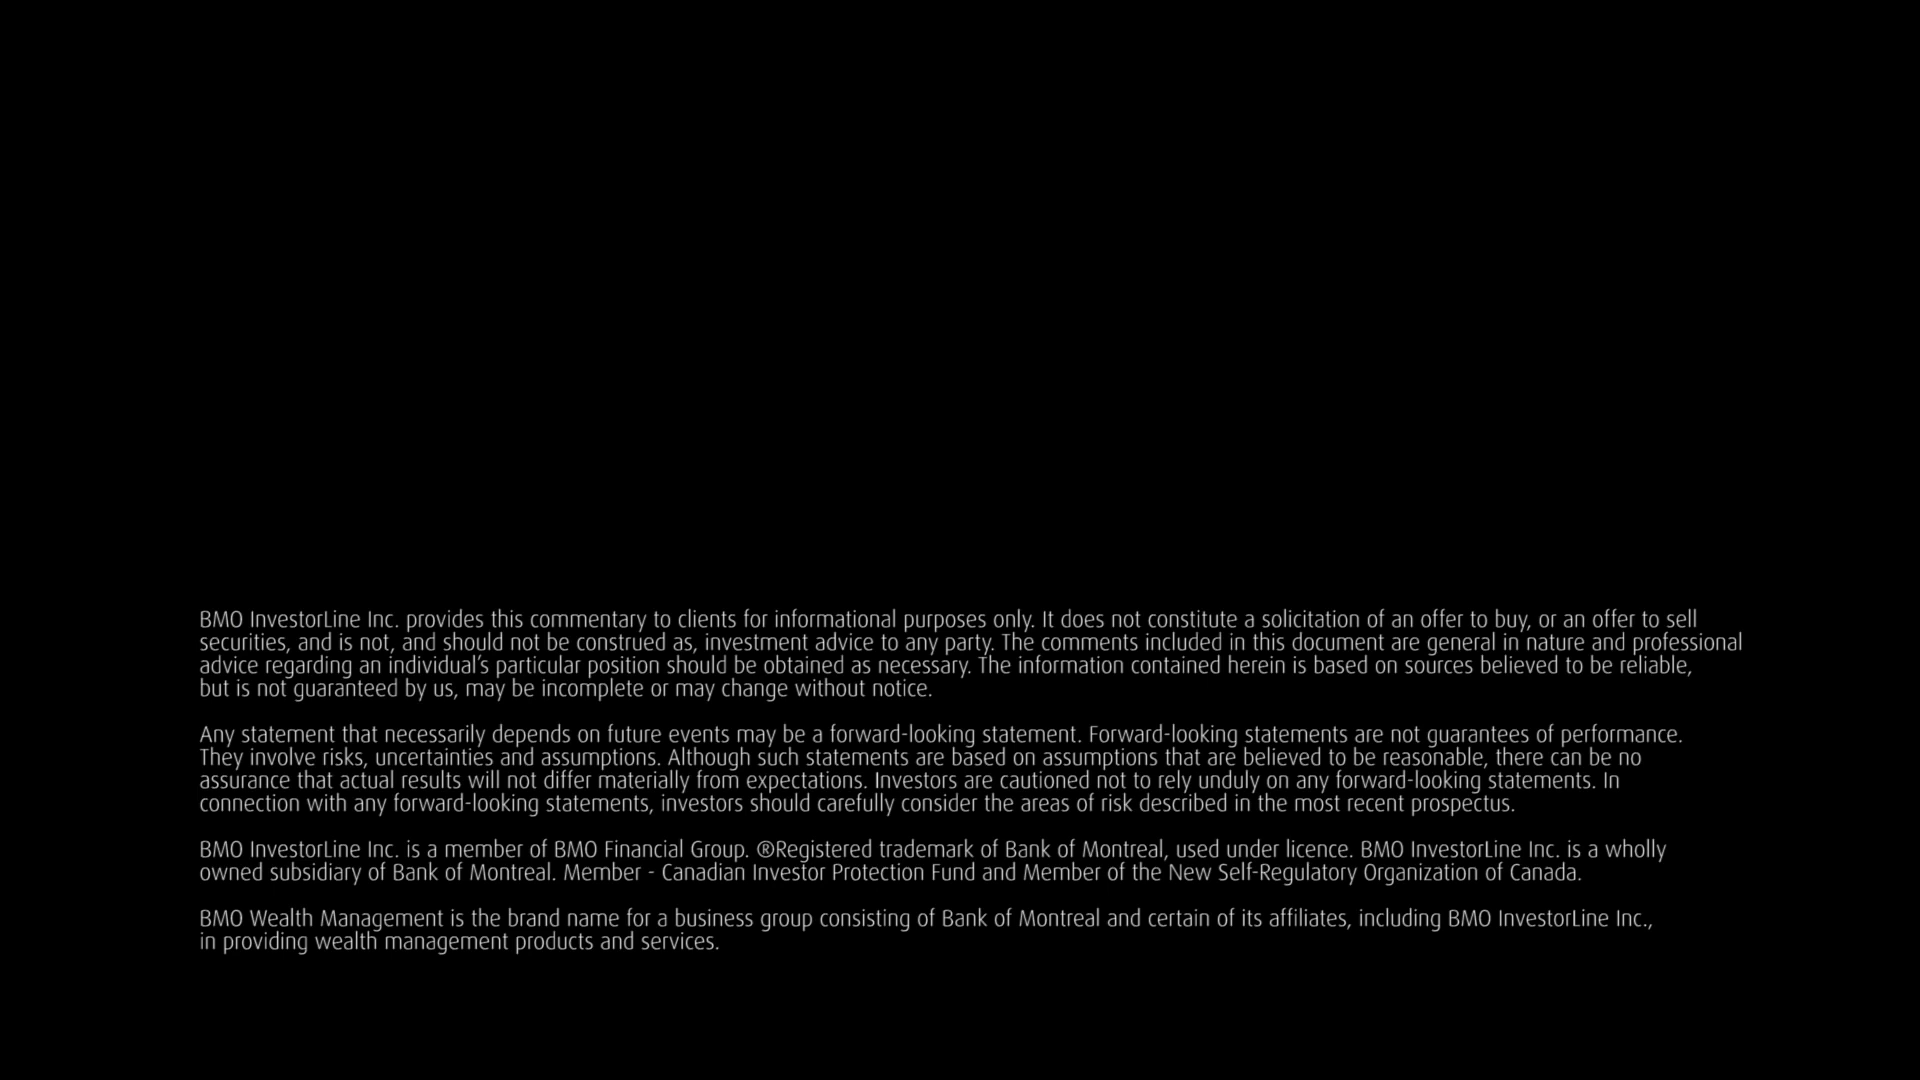 BMO InvestorLine Inc. provides this commentary to clients for informational purposes only. It does not constitute a solicitation of an offer to buy, or an offer to sell
securities, and is not, and should not be construed as, investment advice to any party. The comments included in this document are general in nature and professional
advice regarding an individual’s particular position should be obtained as necessary. The information contained herein is based on sources believed to be reliable,
but is not guaranteed by us, may be incomplete or may change without notice.
Any statement that necessarily depends on future events may be a forward-looking statement. Forward-looking statements are not guarantees of performance.
They involve risks, uncertainties and assumptions. Although such statements are based on assumptions that are believed to be reasonable, there can be no
assurance that actual results will not differ materially from expectations. Investors are cautioned not to rely unduly on any forward-looking statements. In
connection with any forward-looking statements, investors should carefully consider the areas of risk described in the most recent prospectus.
BMO InvestorLine Inc. is a member of BMO Financial Group. ®Registered trademark of Bank of Montreal, used under licence. BMO InvestorLine Inc. is a wholly
owned subsidiary of Bank of Montreal. Member - Canadian Investor Protection Fund and Member of the New Self-Regulatory Organization of Canada.
BMO Wealth Management is the brand name for a business group consisting of Bank of Montreal and certain of its affiliates, including BMO InvestorLine Inc.,
in providing wealth management products and services.